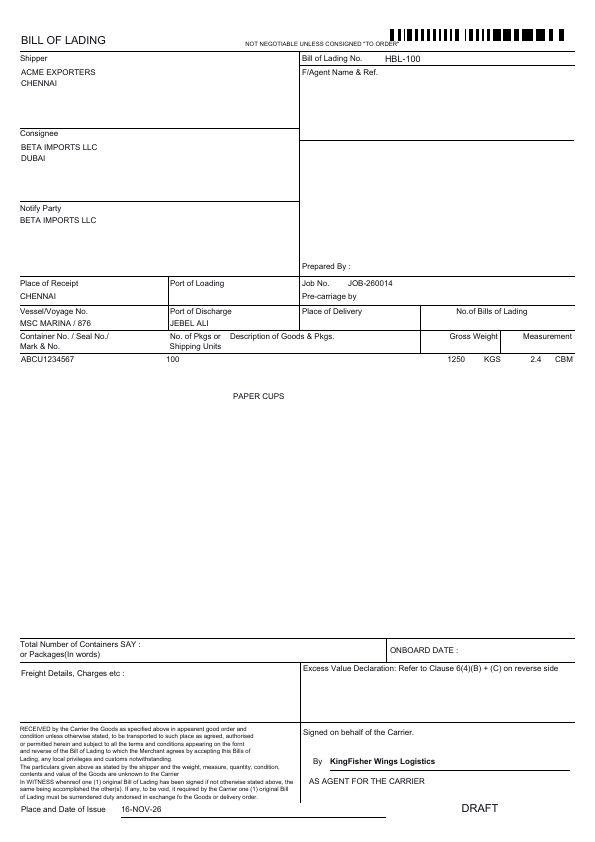 BILL OF LADING
NOT NEGOTIABLE UNLESS CONSIGNED "TO ORDER"
Shipper
ACME EXPORTERS
CHENNAI
Bill of Lading No. HBL-100
F/Agent Name & Ref.
Consignee
BETA IMPORTS LLC
DUBAI
Notify Party
BETA IMPORTS LLC
Prepared By :
Place of Receipt
CHENNAI
Port of Loading
Job No. JOB-260014
Pre-carriage by
Vessel/Voyage No.
MSC MARINA / 876
Port of Discharge
JEBEL ALI
Place of Delivery
No.of Bills of Lading
Container No. / Seal No./
Mark & No.
No. of Pkgs or
Shipping Units
Description of Goods & Pkgs.
Gross Weight
Measurement
ABCU1234567 100 1250 KGS 2.4 CBM
PAPER CUPS
Total Number of Containers SAY :
or Packages(In words)
ONBOARD DATE :
Freight Details, Charges etc :
Excess Value Declaration: Refer to Clause 6(4)(B) + (C) on reverse side
RECEIVED by the Carrier the Goods as specified above in appearent good order and
condition unless otherwise stated, to be transported to such place as agreed, authorised
or permitted herein and subject to all the terms and conditions appearing on the fornt
and reverse of the Bill of Lading to which the Merchant agrees by accepting this Bill of
Lading, any local privileges and customs notwithstanding.
The particulars given above as stated by the shipper and the weight, measure, quantity, condition,
contents and value of the Goods are unknown to the Carrier
In WITNESS whenreof one (1) original Bill of Lading has been signed if not otherwise stated above, the
same being accomplished the other(s). If any, to be void, it required by the Carrier one (1) original Bill
of Lading must be surrendered duty andorsed in exchange fo the Goods or delivery order.
Signed on behalf of the Carrier.
By KingFisher Wings Logistics
AS AGENT FOR THE CARRIER
Place and Date of Issue 16-NOV-26
DRAFT